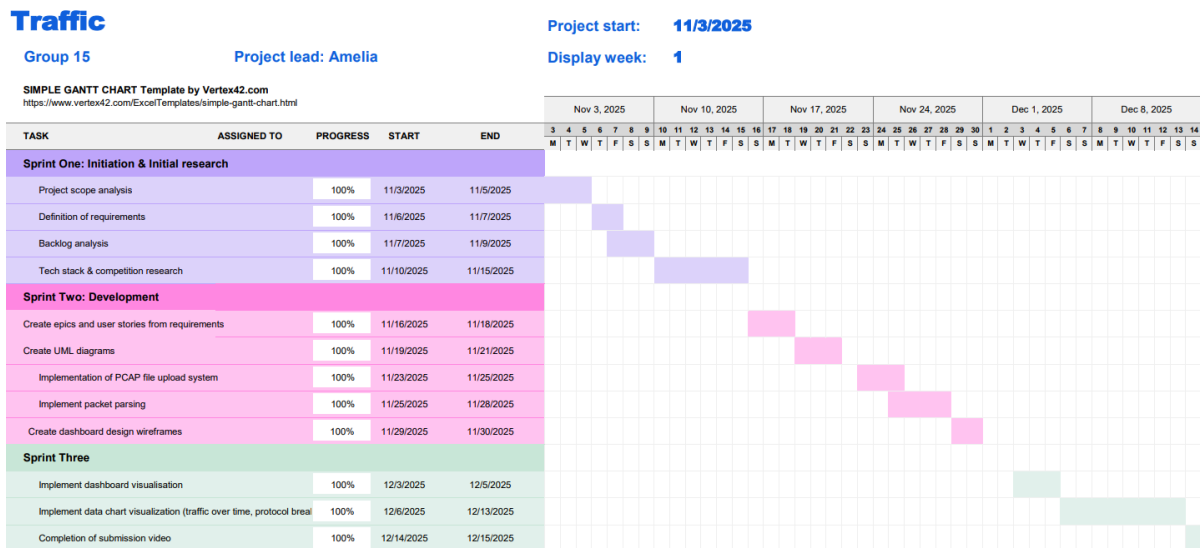 Traffic
Project start: 11/3/2025
Group 15 Project lead: Amelia Display week: 1
SIMPLE GANTT CHART Template by Vertex42.com
https://www.vertex42.com/ExcelTemplates/simple-gantt-chart.html
Nov 3, 2025 Nov 10, 2025 Nov 17, 2025 Nov 24, 2025 Dec 1, 2025 Dec 8, 2025
3 4 5 6 7 8 9 10 11 12 13 14 15 16 17 18 19 20 21 22 23 24 25 26 27 28 29 30 1 2 3 4 5 6 7 8 9 10 11 12 13 14
TASK ASSIGNED TO PROGRESS START END M T W T F S S M T W T F S S M T W T F S S M T W T F S S M T W T F S S M T W T F S S
Sprint One: Initiation & Initial research
Project scope analysis 100% 11/3/2025 11/5/2025
Definition of requirements 100% 11/6/2025 11/7/2025
Backlog analysis 100% 11/7/2025 11/9/2025
Tech stack & competition research 100% 11/10/2025 11/15/2025
Sprint Two: Development
Create epics and user stories from requirements 100% 11/16/2025 11/18/2025
Create UML diagrams 100% 11/19/2025 11/21/2025
Implementation of PCAP file upload system 100% 11/23/2025 11/25/2025
Implement packet parsing 100% 11/25/2025 11/28/2025
Create dashboard design wireframes 100% 11/29/2025 11/30/2025
Sprint Three
Implement dashboard visualisation 100% 12/3/2025 12/5/2025
Implement data chart visualization (traffic over time, protocol brea 100% 12/6/2025 12/13/2025
Completion of submission video 100% 12/14/2025 12/15/2025